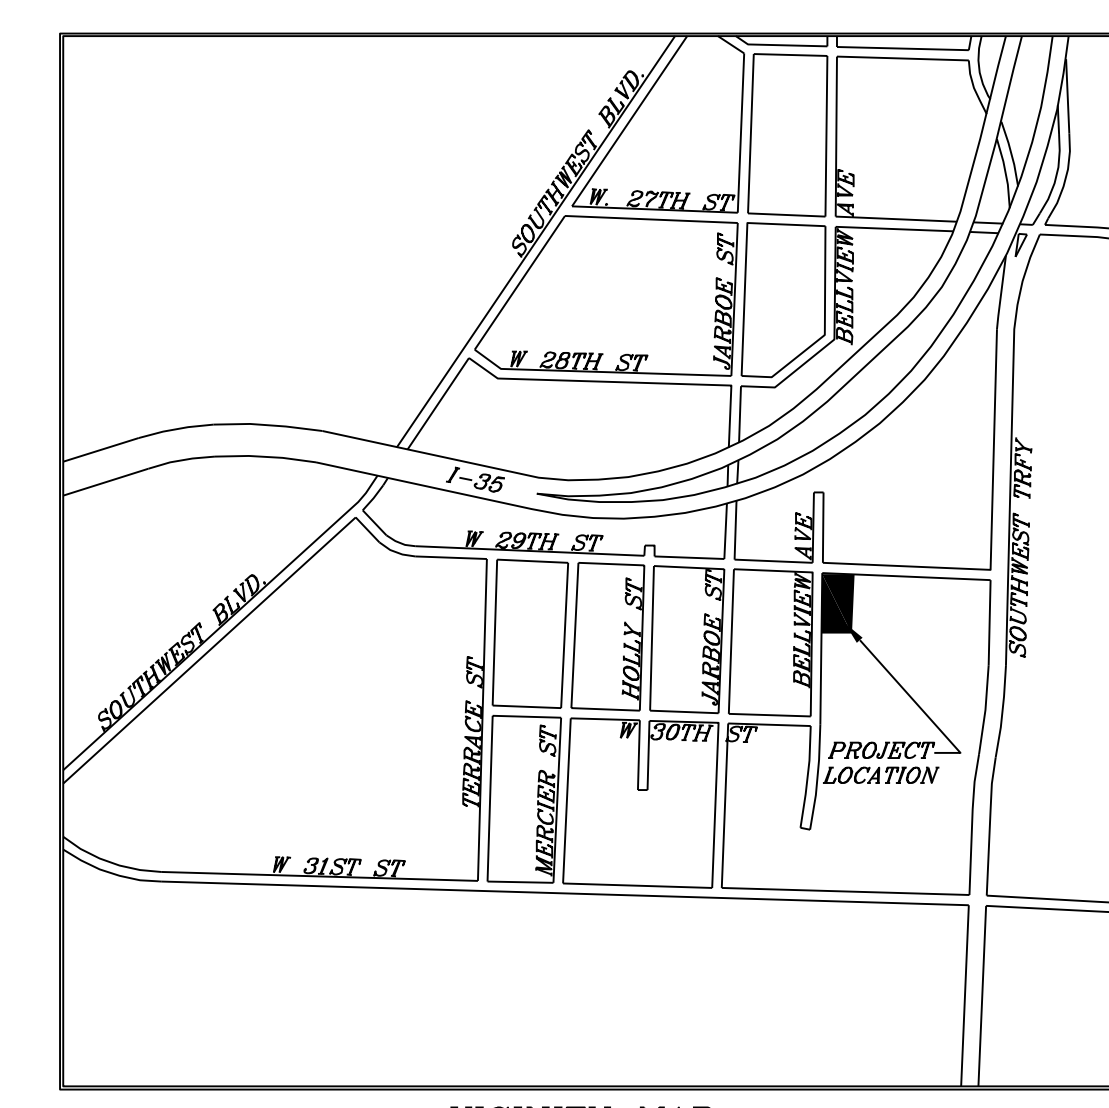 SOUTHWEST BLVD.
W. 27TH ST
BELLVIEW AVE
JARBOE ST
W 28TH ST
I-35
SOUTHWEST TRFY
W 29TH ST
BELLVIEW AVE
HOLLY ST
JARBOE ST
SOUTHWEST BLVD.
TERRACE ST
MERCIER ST
W 30TH ST
PROJECT
LOCATION
W 31ST ST